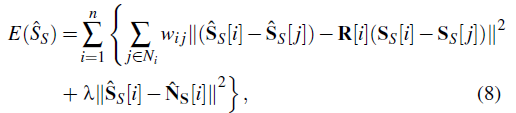 E(Ŝ_S) = ∑_{i=1}^{n} { ∑_{j∈N_i} w_{ij}‖(Ŝ_S[i] − Ŝ_S[j]) − R[i](S_S[i] − S_S[j])‖²
+ λ‖Ŝ_S[i] − N̂_S[i]‖² }, (8)